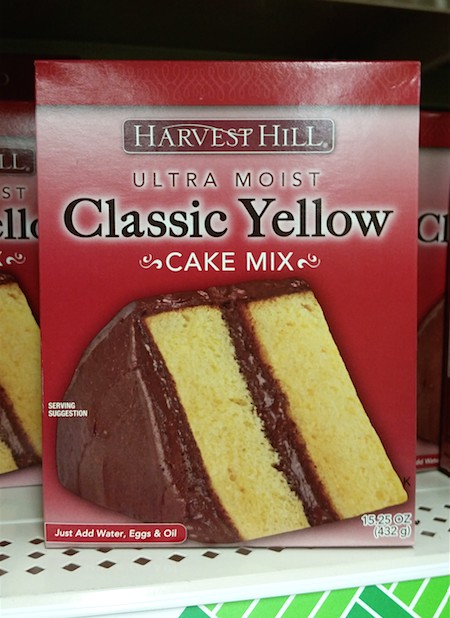 HARVEST HILL®
ULTRA MOIST
Classic Yellow
CAKE MIX
SERVING
SUGGESTION
Just Add Water, Eggs & Oil
15.25 OZ
(432 g)